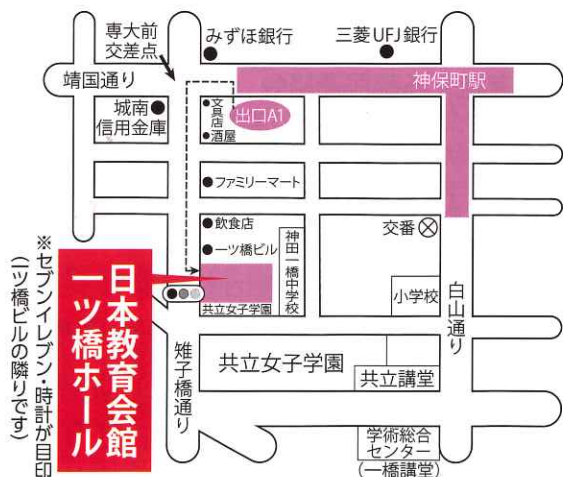 専大前
交差点
みずほ銀行
三菱UFJ銀行
靖国通り
神保町駅
城南
信用金庫
文具店
出口A1
酒屋
ファミリーマート
飲食店
一ツ橋ビル
神田一橋中学校
交番
小学校
白山通り
共立女子学園
日本教育会館
一ツ橋ホール
※セブンイレブン・時計が目印
(一ツ橋ビルの隣りです)
雉子橋通り
共立女子学園
共立講堂
学術総合
センター
(一橋講堂)